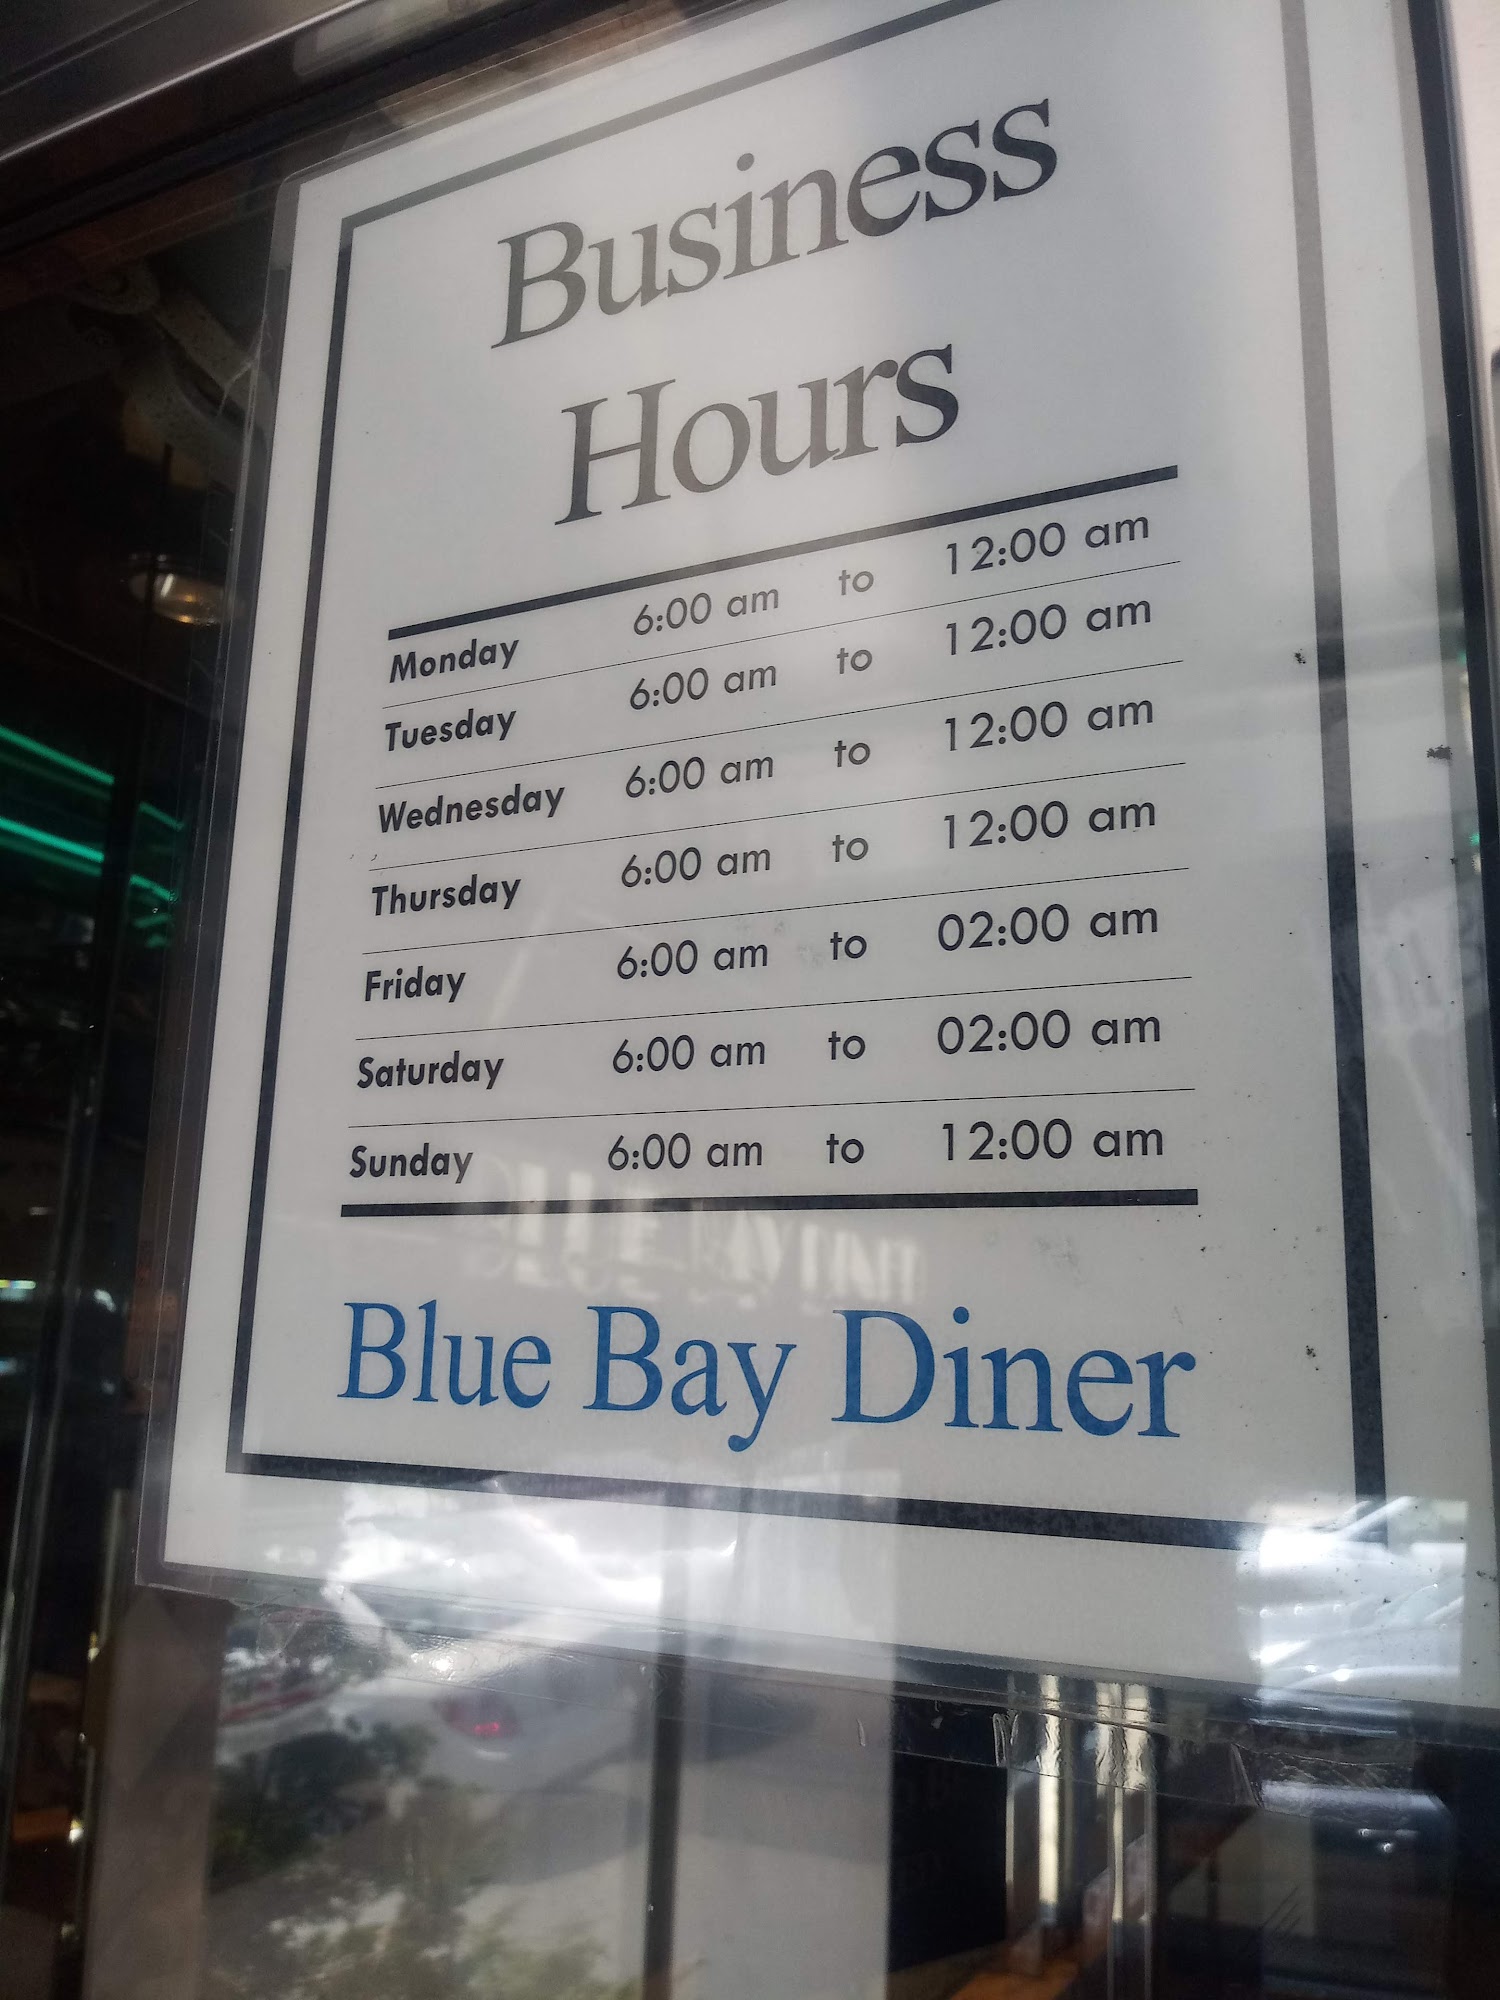 Business
Hours
Monday 6:00 am to 12:00 am
Tuesday 6:00 am to 12:00 am
Wednesday 6:00 am to 12:00 am
Thursday 6:00 am to 12:00 am
Friday 6:00 am to 02:00 am
Saturday 6:00 am to 02:00 am
Sunday 6:00 am to 12:00 am
Blue Bay Diner